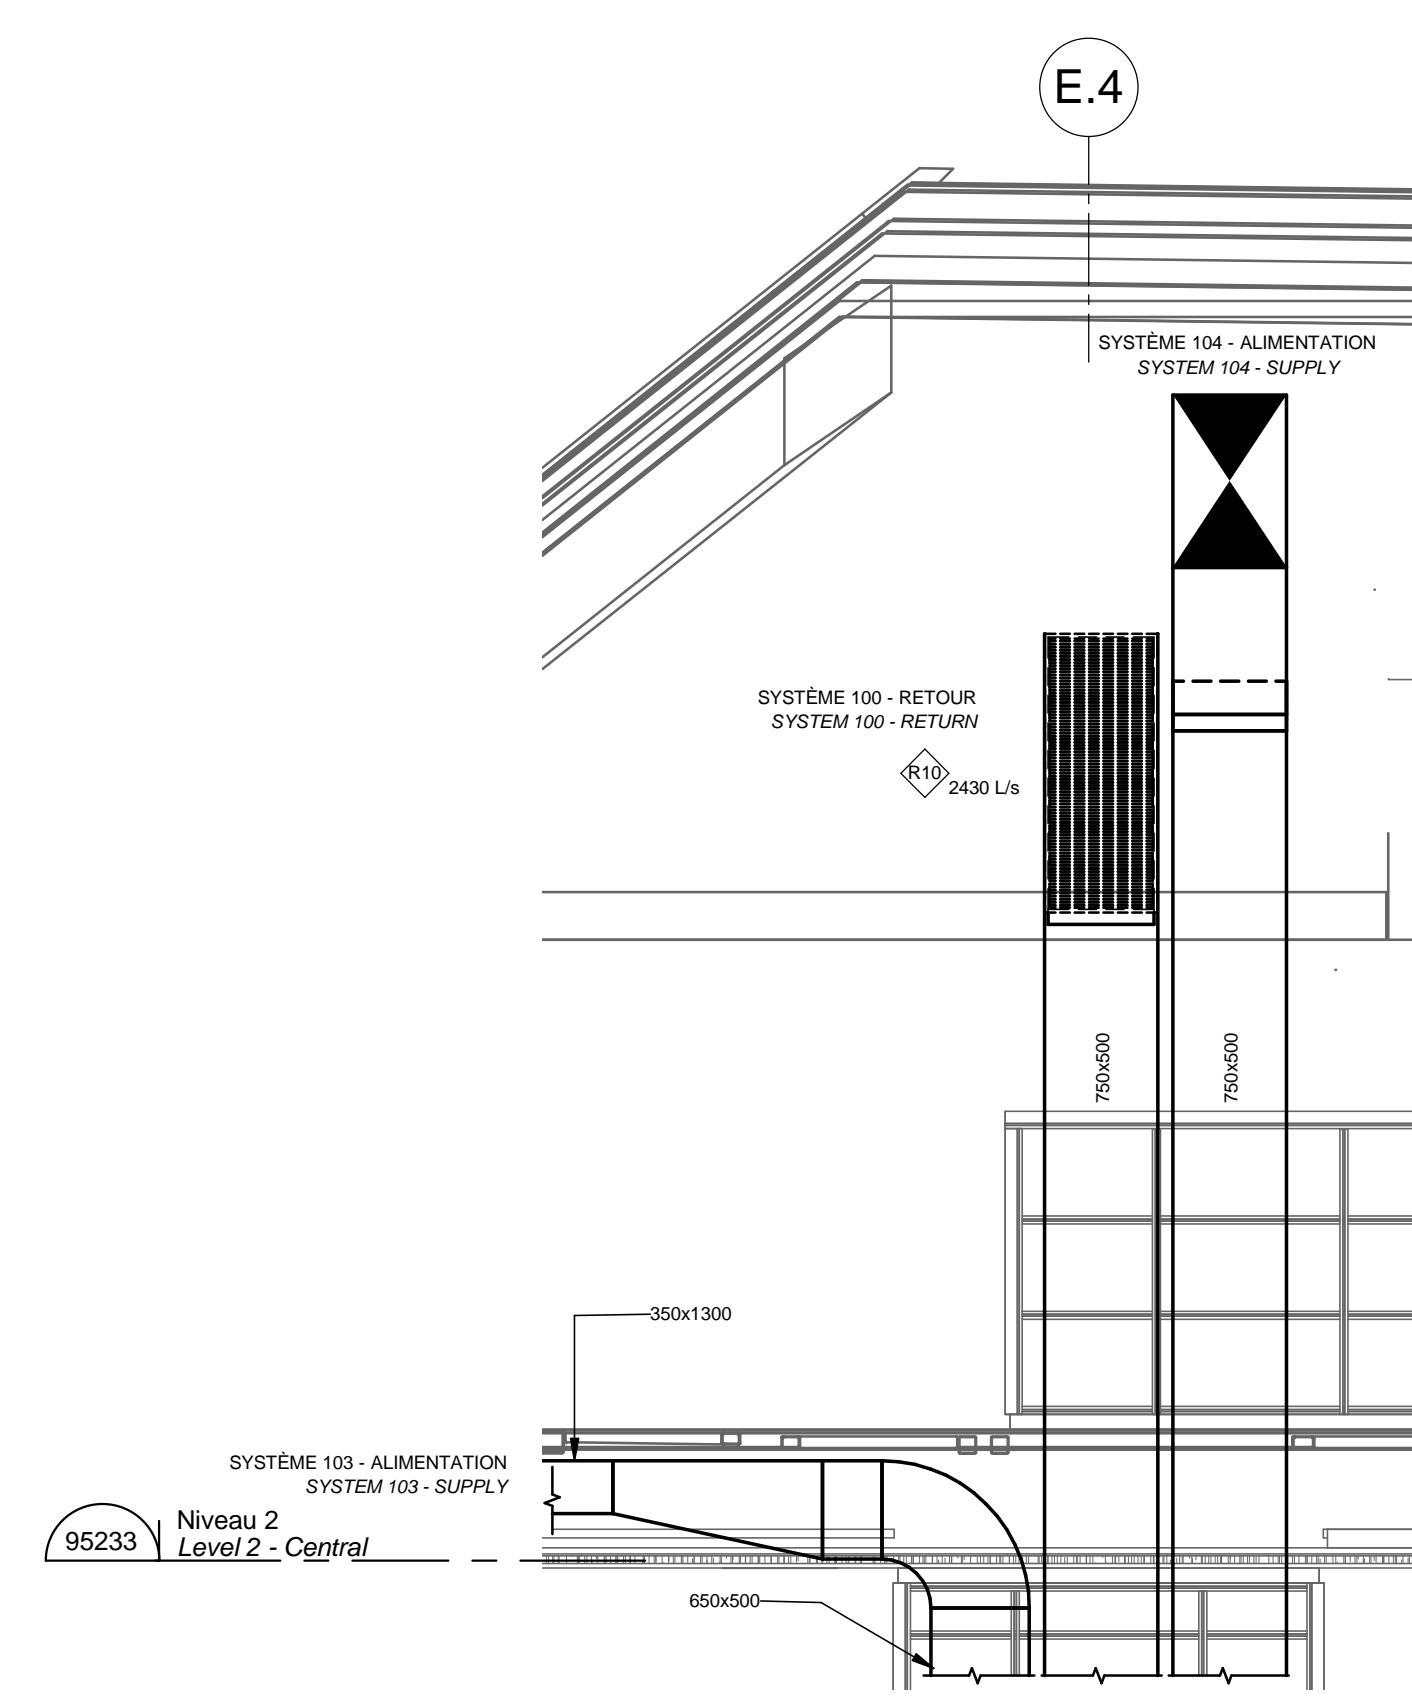 E.4
SYSTÈME 104 - ALIMENTATION
SYSTEM 104 - SUPPLY
SYSTÈME 100 - RETOUR
SYSTEM 100 - RETURN
R10
2430 L/s
750x500
750x500
350x1300
SYSTÈME 103 - ALIMENTATION
SYSTEM 103 - SUPPLY
95233
Niveau 2
Level 2 - Central
650x500